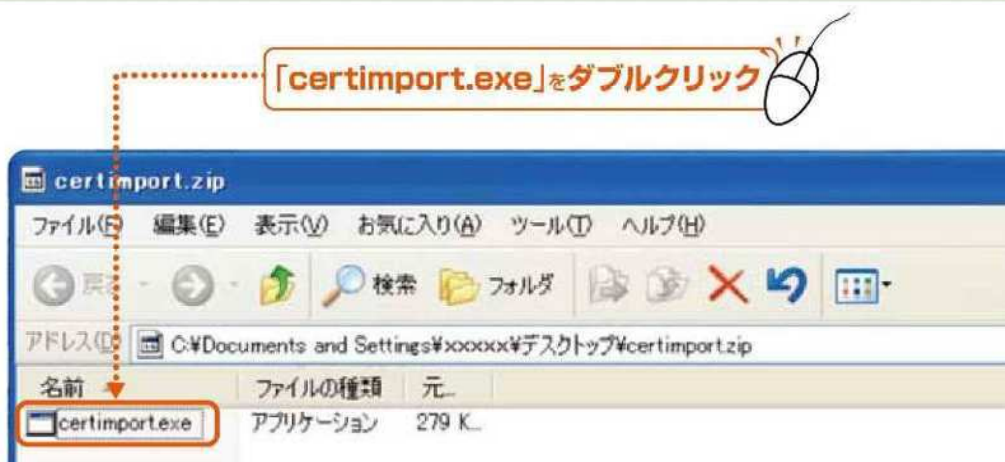 「certimport.exe」をダブルクリック
certimport.zip
ファイル(F) 編集(E) 表示(V) お気に入り(A) ツール(T) ヘルプ(H)
検索 フォルダ
アドレス(D) C:¥Documents and Settings¥xxxxx¥デスクトップ¥certimport.zip
名前 ファイルの種類 元...
certimport.exe アプリケーション 279 K...